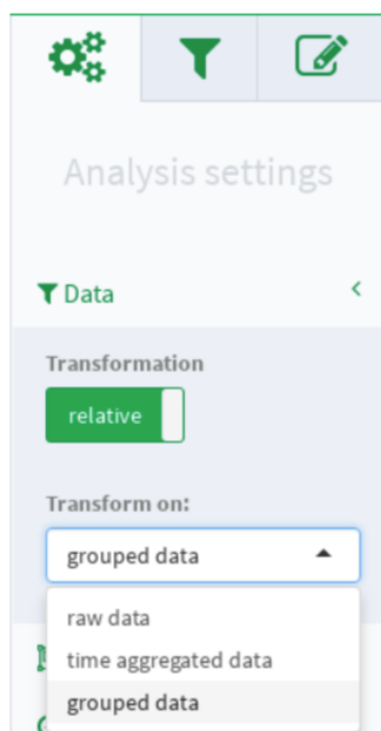 Analysis settings
Data
Transformation
relative
Transform on:
grouped data
raw data
time aggregated data
grouped data